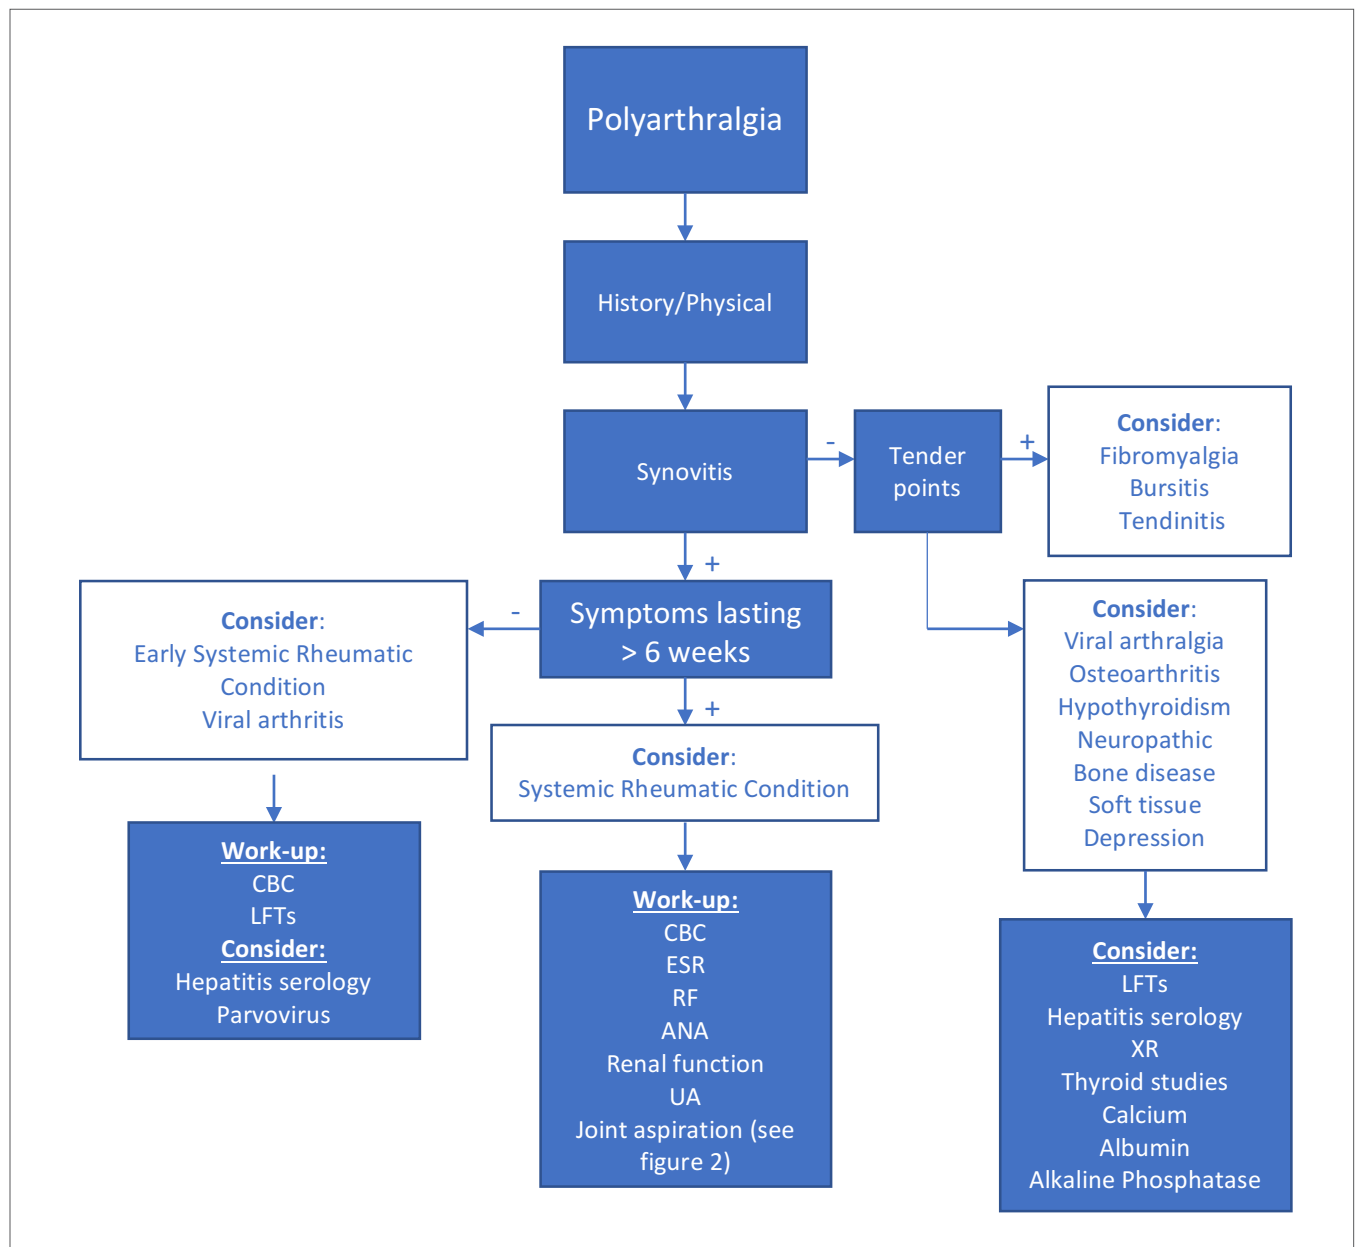 Polyarthralgia
History/Physical
Synovitis
-
Tender
points
+
Consider:
Fibromyalgia
Bursitis
Tendinitis
+
Symptoms lasting
> 6 weeks
-
Consider:
Early Systemic Rheumatic
Condition
Viral arthritis
+
Consider:
Systemic Rheumatic Condition
Consider:
Viral arthralgia
Osteoarthritis
Hypothyroidism
Neuropathic
Bone disease
Soft tissue
Depression
Work-up:
CBC
LFTs
Consider:
Hepatitis serology
Parvovirus
Work-up:
CBC
ESR
RF
ANA
Renal function
UA
Joint aspiration (see
figure 2)
Consider:
LFTs
Hepatitis serology
XR
Thyroid studies
Calcium
Albumin
Alkaline Phosphatase